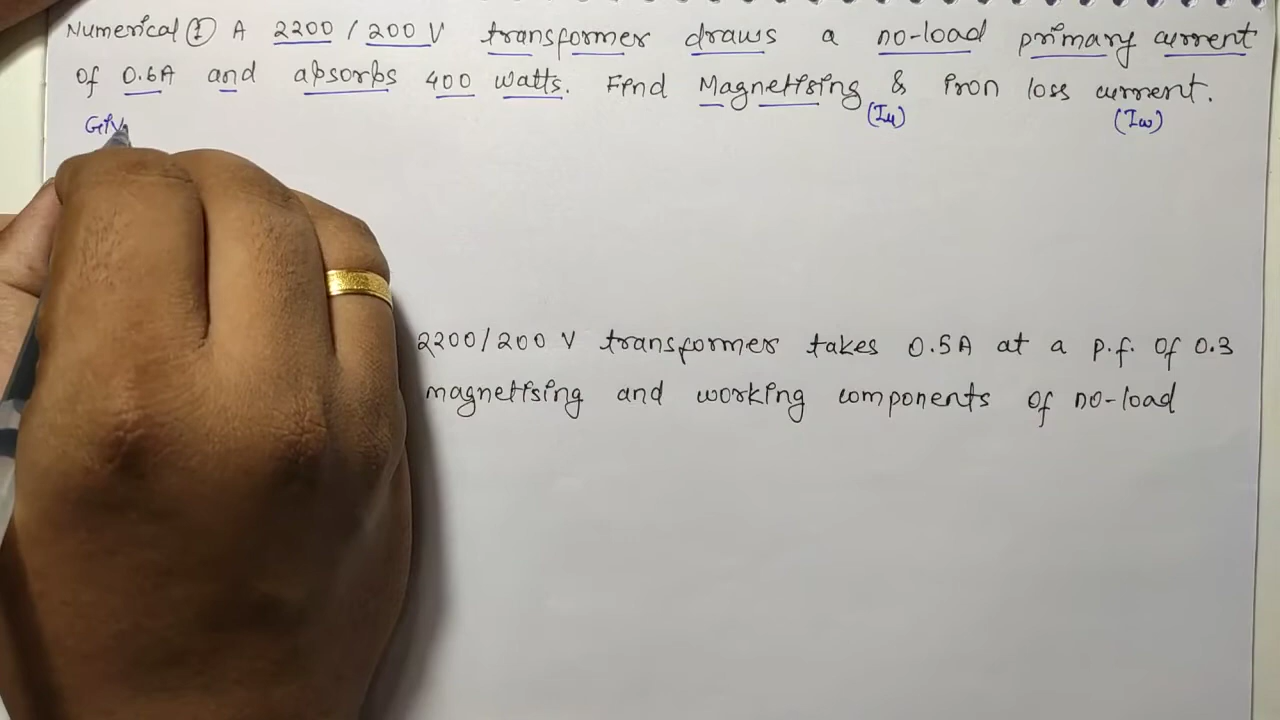 Numerical ① A 2200 / 200 V transformer draws a no-load primary current
of 0.6A and absorbs 400 watts. Find Magnetising & iron loss current.
(Iμ) (Iω)
Giv
2200/200 V transformer takes 0.5A at a p.f. of 0.3
magnetising and working components of no-load